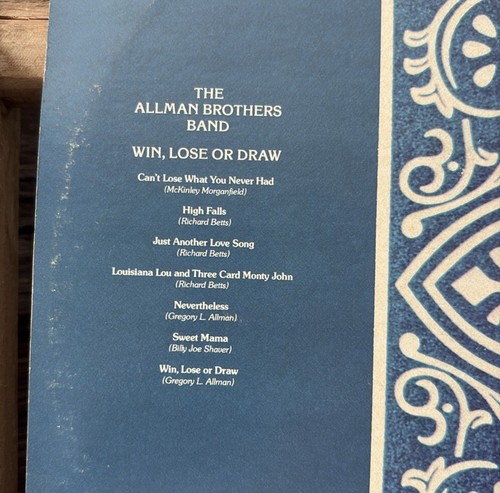 THE
ALLMAN BROTHERS
BAND
WIN, LOSE OR DRAW
Can't Lose What You Never Had
(McKinley Morganfield)
High Falls
(Richard Betts)
Just Another Love Song
(Richard Betts)
Louisiana Lou and Three Card Monty John
(Richard Betts)
Nevertheless
(Gregory L. Allman)
Sweet Mama
(Billy Joe Shaver)
Win, Lose or Draw
(Gregory L. Allman)